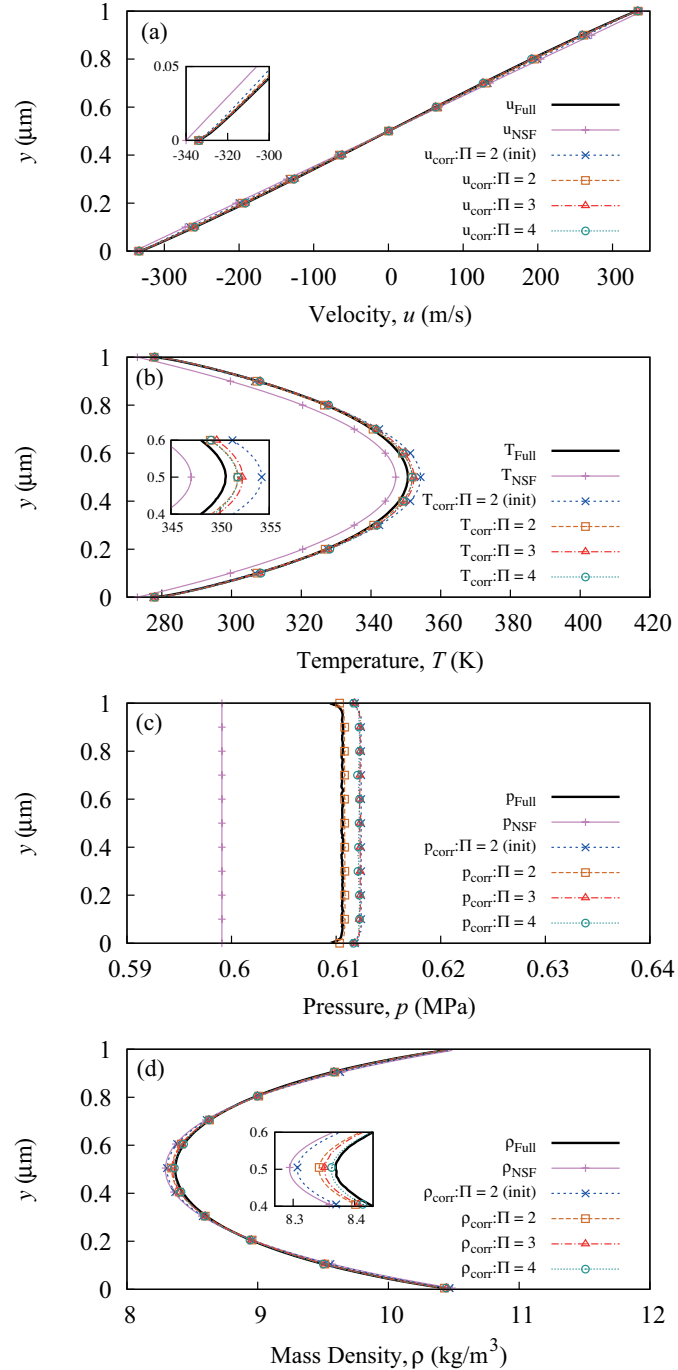 (a)
1
0.8
0.6
0.4
0.2
0
y (μm)
0.05
0
-340
-320
-300
u_Full
u_NSF
u_corr:Π = 2 (init)
u_corr:Π = 2
u_corr:Π = 3
u_corr:Π = 4
-300 -200 -100 0 100 200 300
Velocity, u (m/s)
(b)
1
0.8
0.6
0.4
0.2
0
y (μm)
0.6
0.5
0.4
345 350 355
T_Full
T_NSF
T_corr:Π = 2 (init)
T_corr:Π = 2
T_corr:Π = 3
T_corr:Π = 4
280 300 320 340 360 380 400 420
Temperature, T (K)
(c)
1
0.8
0.6
0.4
0.2
0
y (μm)
p_Full
p_NSF
p_corr:Π = 2 (init)
p_corr:Π = 2
p_corr:Π = 3
p_corr:Π = 4
0.59 0.6 0.61 0.62 0.63 0.64
Pressure, p (MPa)
(d)
1
0.8
0.6
0.4
0.2
0
y (μm)
0.6
0.5
0.4
8.3 8.4
ρ_Full
ρ_NSF
ρ_corr:Π = 2 (init)
ρ_corr:Π = 2
ρ_corr:Π = 3
ρ_corr:Π = 4
8 9 10 11 12
Mass Density, ρ (kg/m³)